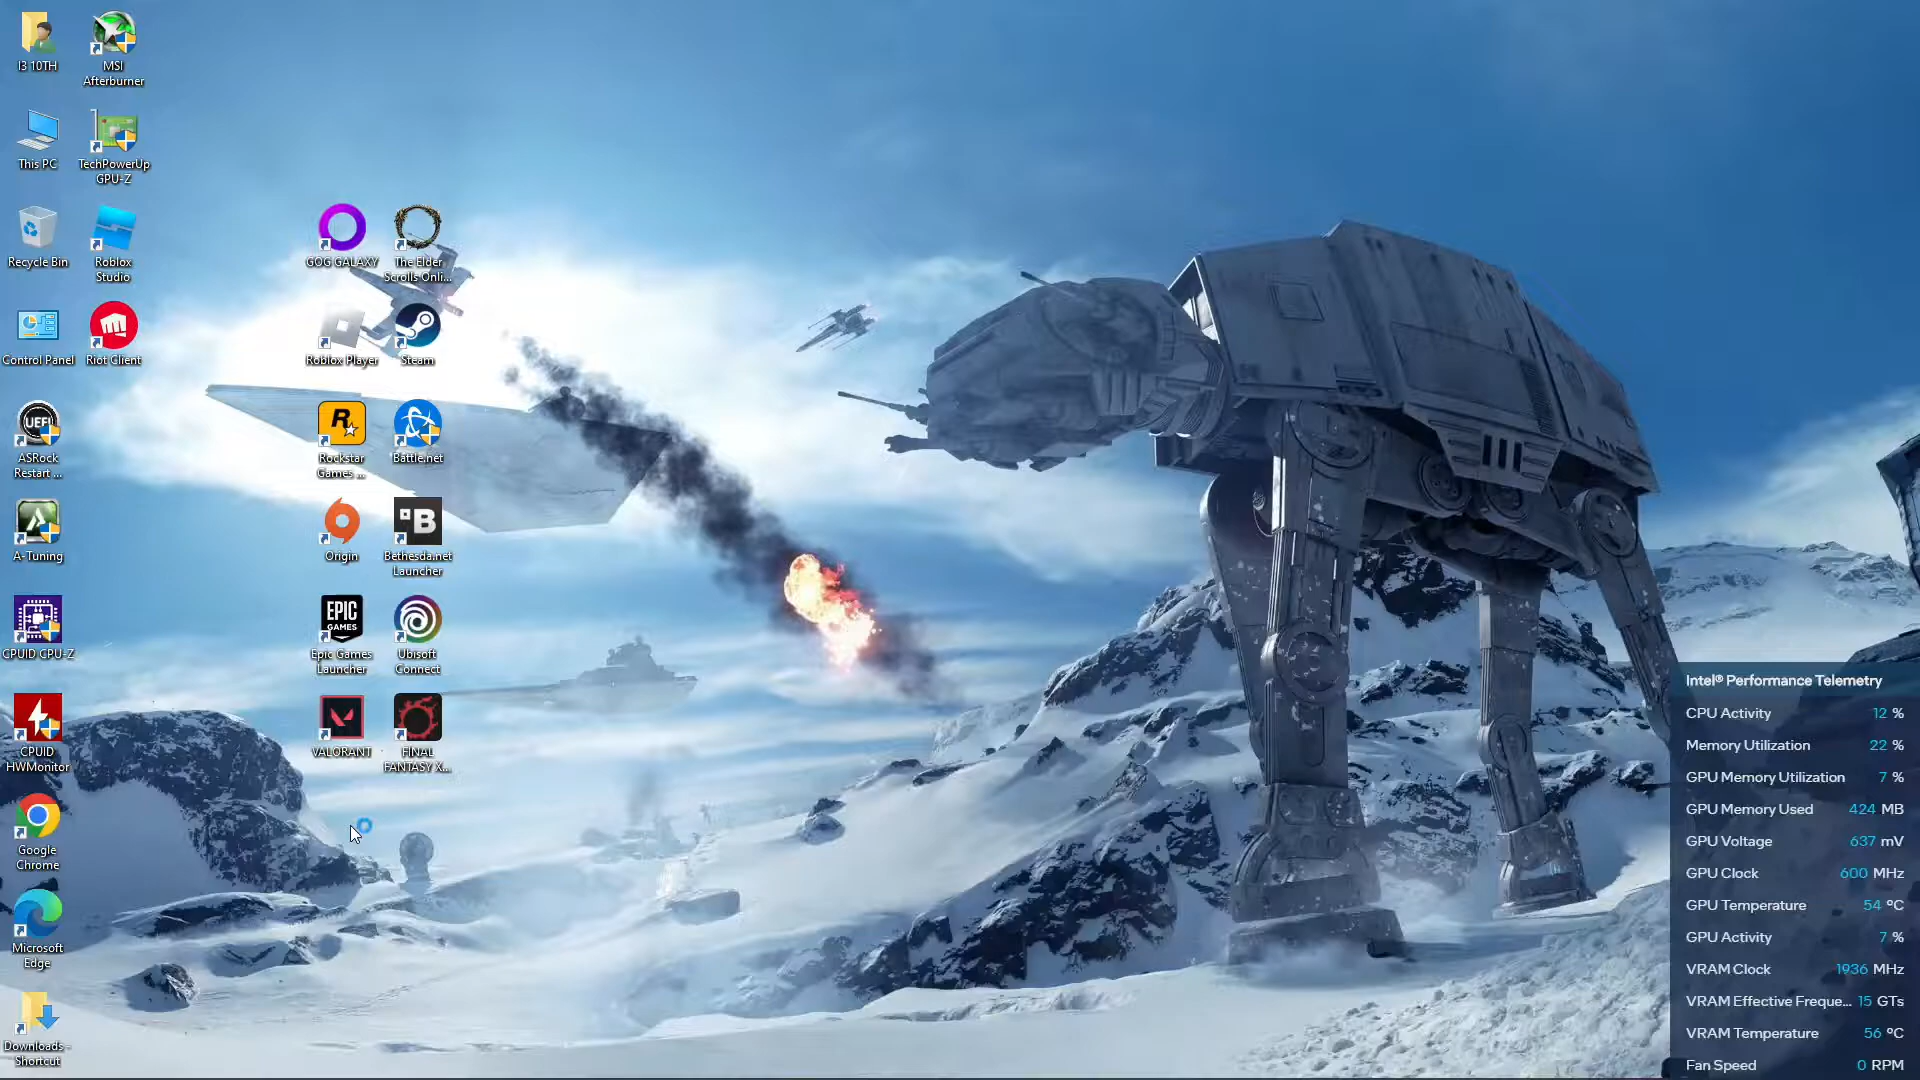 I3 10TH
MSI
Afterburner
This PC
TechPowerUp
GPU-Z
Recycle Bin
Roblox
Studio
Control Panel
Riot Client
UEFI
ASRock
Restart ...
A-Tuning
CPUID CPU-Z
CPUID
HWMonitor
Google
Chrome
Microsoft
Edge
Downloads -
Shortcut
GOG GALAXY
The Elder
Scrolls Onli...
Roblox Player
Steam
R
Rockstar
Games ...
Battle.net
Origin
B
Bethesda.net
Launcher
EPIC
GAMES
Epic Games
Launcher
Ubisoft
Connect
VALORANT
FINAL
FANTASY X...
Intel® Performance Telemetry
CPU Activity 12 %
Memory Utilization 22 %
GPU Memory Utilization 7 %
GPU Memory Used 424 MB
GPU Voltage 637 mV
GPU Clock 600 MHz
GPU Temperature 54 ºC
GPU Activity 7 %
VRAM Clock 1936 MHz
VRAM Effective Freque... 15 GTs
VRAM Temperature 56 ºC
Fan Speed 0 RPM